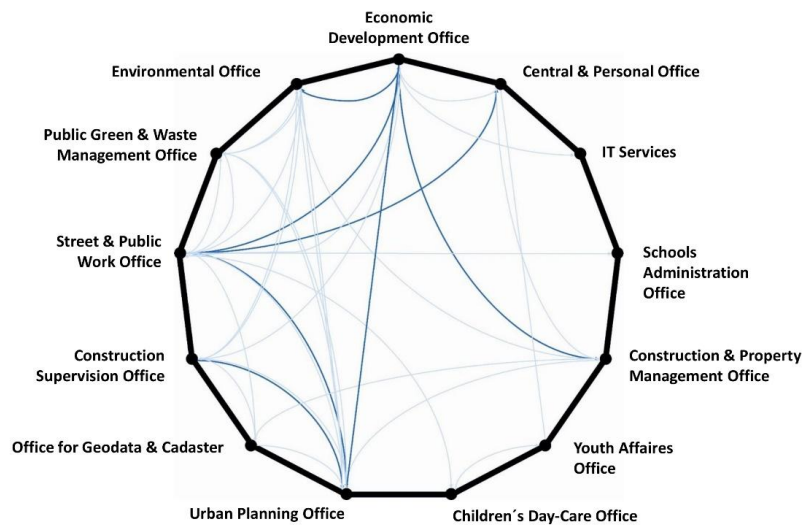 Economic
Development Office
Environmental Office
Central & Personal Office
Public Green & Waste
Management Office
IT Services
Street & Public
Work Office
Schools
Administration
Office
Construction
Supervision Office
Construction & Property
Management Office
Office for Geodata & Cadaster
Youth Affaires
Office
Urban Planning Office
Children´s Day-Care Office